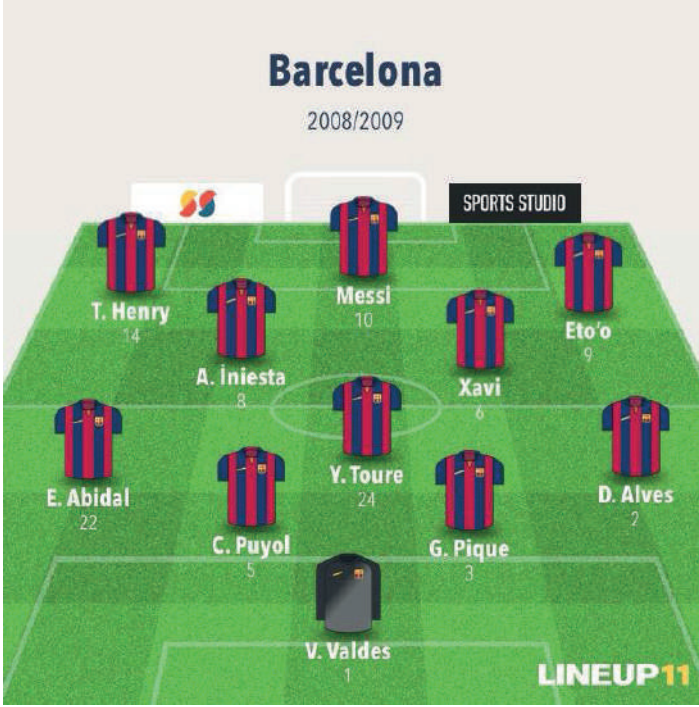 Barcelona
2008/2009
SPORTS STUDIO
T. Henry
14
Messi
10
Eto'o
9
A. İniesta
8
Xavi
6
E. Abidal
22
Y. Toure
24
D. Alves
2
C. Puyol
5
G. Pique
3
V. Valdes
1
LINEUP11